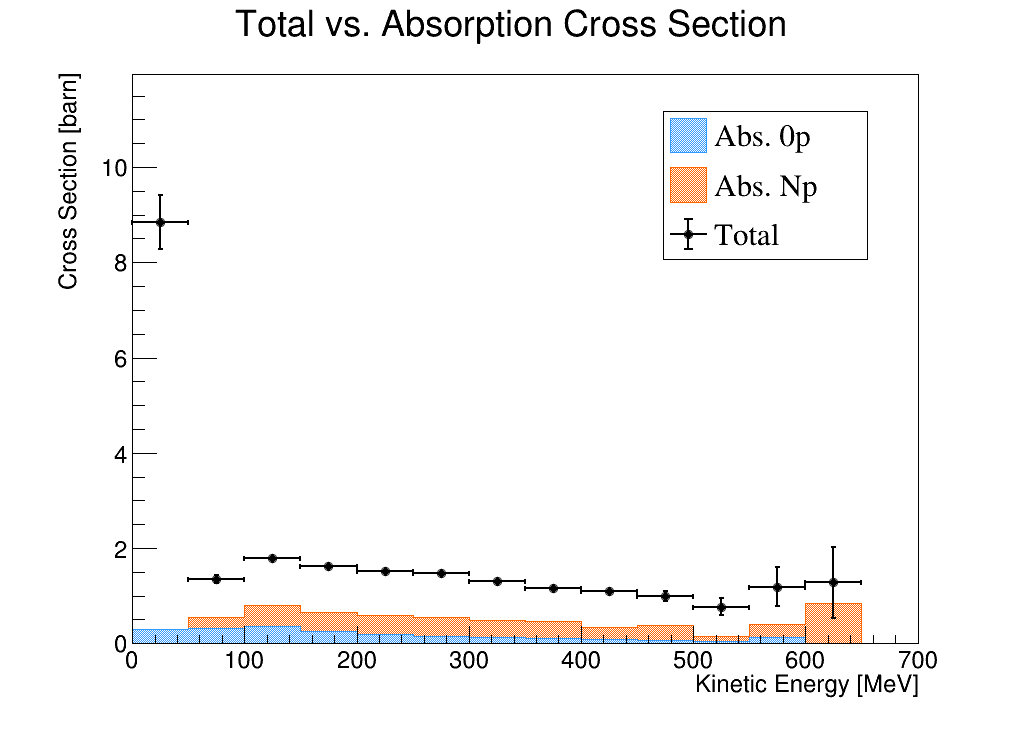 Total vs. Absorption Cross Section
Cross Section [barn]
10
8
6
4
2
0
Abs. 0p
Abs. Np
Total
0 100 200 300 400 500 600 700
Kinetic Energy [MeV]